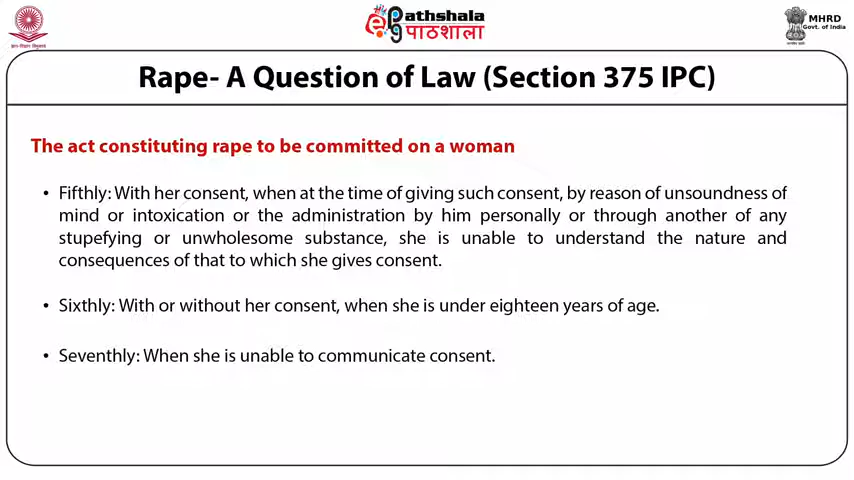 ePathshala
पाठशाला
MHRD
Govt. of India
Rape- A Question of Law (Section 375 IPC)
The act constituting rape to be committed on a woman
• Fifthly: With her consent, when at the time of giving such consent, by reason of unsoundness of
mind or intoxication or the administration by him personally or through another of any
stupefying or unwholesome substance, she is unable to understand the nature and
consequences of that to which she gives consent.
• Sixthly: With or without her consent, when she is under eighteen years of age.
• Seventhly: When she is unable to communicate consent.